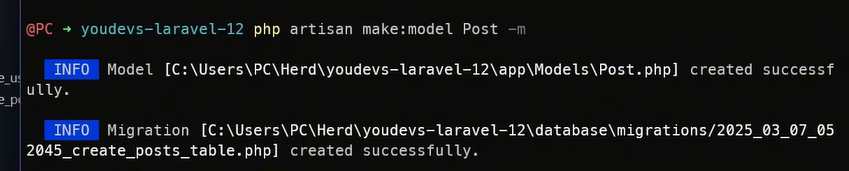 @PC → youdevs-laravel-12 php artisan make:model Post -m
INFO Model [C:\Users\PC\Herd\youdevs-laravel-12\app\Models\Post.php] created successf
e_us
ully.
e_po
INFO Migration [C:\Users\PC\Herd\youdevs-laravel-12\database\migrations/2025_03_07_05
2045_create_posts_table.php] created successfully.